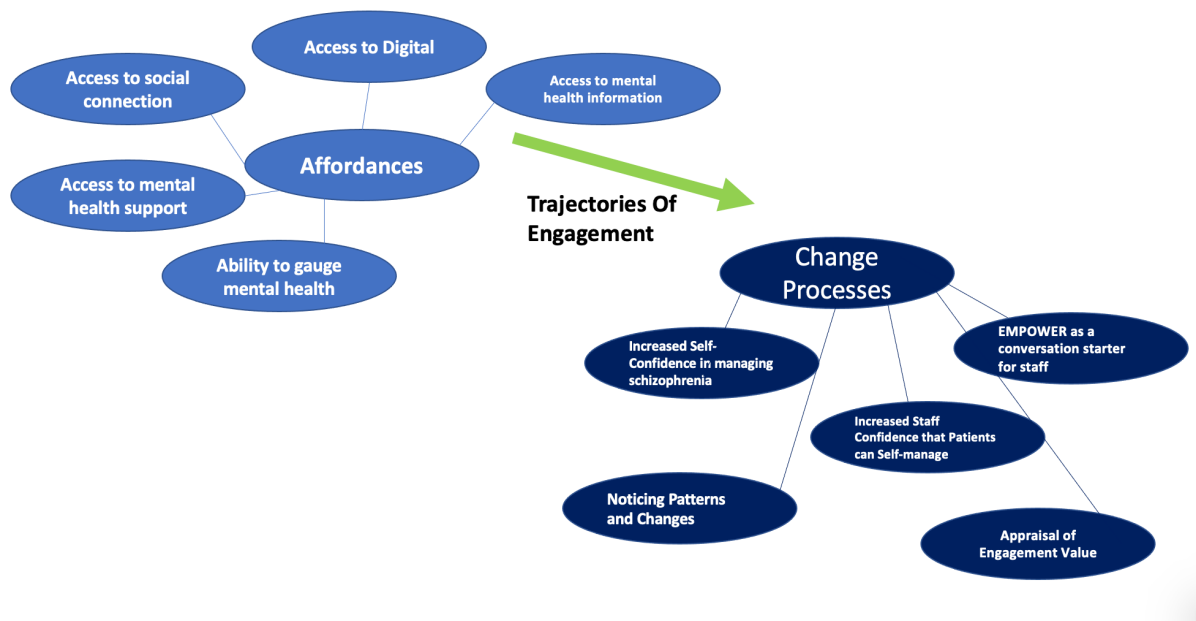 Access to Digital
Access to social
connection
Access to mental
health information
Affordances
Access to mental
health support
Ability to gauge
mental health
Trajectories Of
Engagement
Change
Processes
Increased Self-
Confidence in managing
schizophrenia
EMPOWER as a
conversation starter
for staff
Increased Staff
Confidence that Patients
can Self-manage
Noticing Patterns
and Changes
Appraisal of
Engagement Value